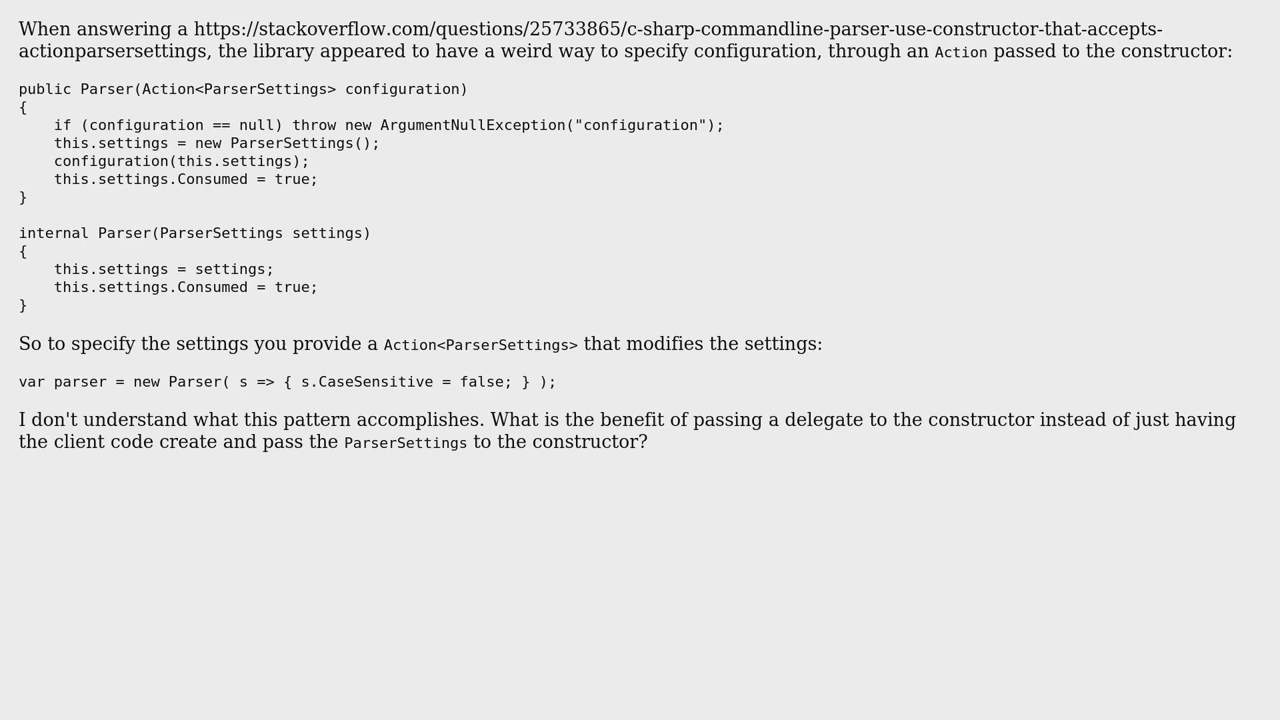 When answering a https://stackoverflow.com/questions/25733865/c-sharp-commandline-parser-use-constructor-that-accepts-
actionparsersettings, the library appeared to have a weird way to specify configuration, through an Action passed to the constructor:
public Parser(Action<ParserSettings> configuration)
{
    if (configuration == null) throw new ArgumentNullException("configuration");
    this.settings = new ParserSettings();
    configuration(this.settings);
    this.settings.Consumed = true;
}
internal Parser(ParserSettings settings)
{
    this.settings = settings;
    this.settings.Consumed = true;
}
So to specify the settings you provide a Action<ParserSettings> that modifies the settings:
var parser = new Parser( s => { s.CaseSensitive = false; } );
I don't understand what this pattern accomplishes. What is the benefit of passing a delegate to the constructor instead of just having
the client code create and pass the ParserSettings to the constructor?